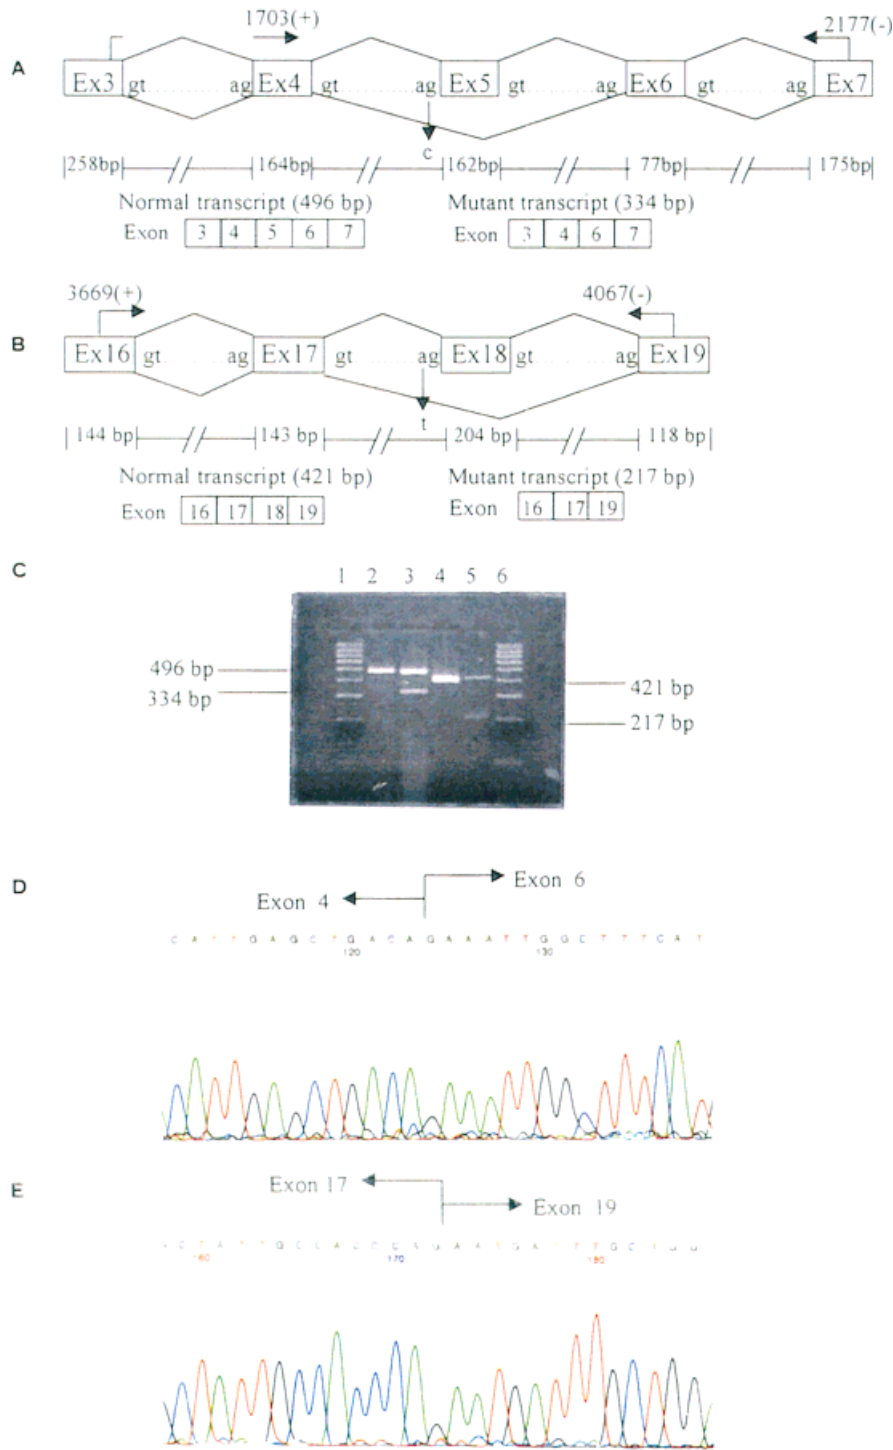 A
1703(+)
2177(-)
Ex3 gt ag Ex4 gt ag Ex5 gt ag Ex6 gt ag Ex7
c
258bp 164bp 162bp 77bp 175bp
Normal transcript (496 bp) Mutant transcript (334 bp)
Exon 3 4 5 6 7 Exon 3 4 6 7
B
3669(+) 4067(-)
Ex16 gt ag Ex17 gt ag Ex18 gt ag Ex19
t
144 bp 143 bp 204 bp 118 bp
Normal transcript (421 bp) Mutant transcript (217 bp)
Exon 16 17 18 19 Exon 16 17 19
C
1 2 3 4 5 6
496 bp
334 bp
421 bp
217 bp
D
Exon 4 Exon 6
C A T T G A G C T G A C A G A A A T T G G C T T T C A T
120 130
E
Exon 17 Exon 19
C T A T T G C C A C C C A G A A T G A T T T G C T G G
160 170 180